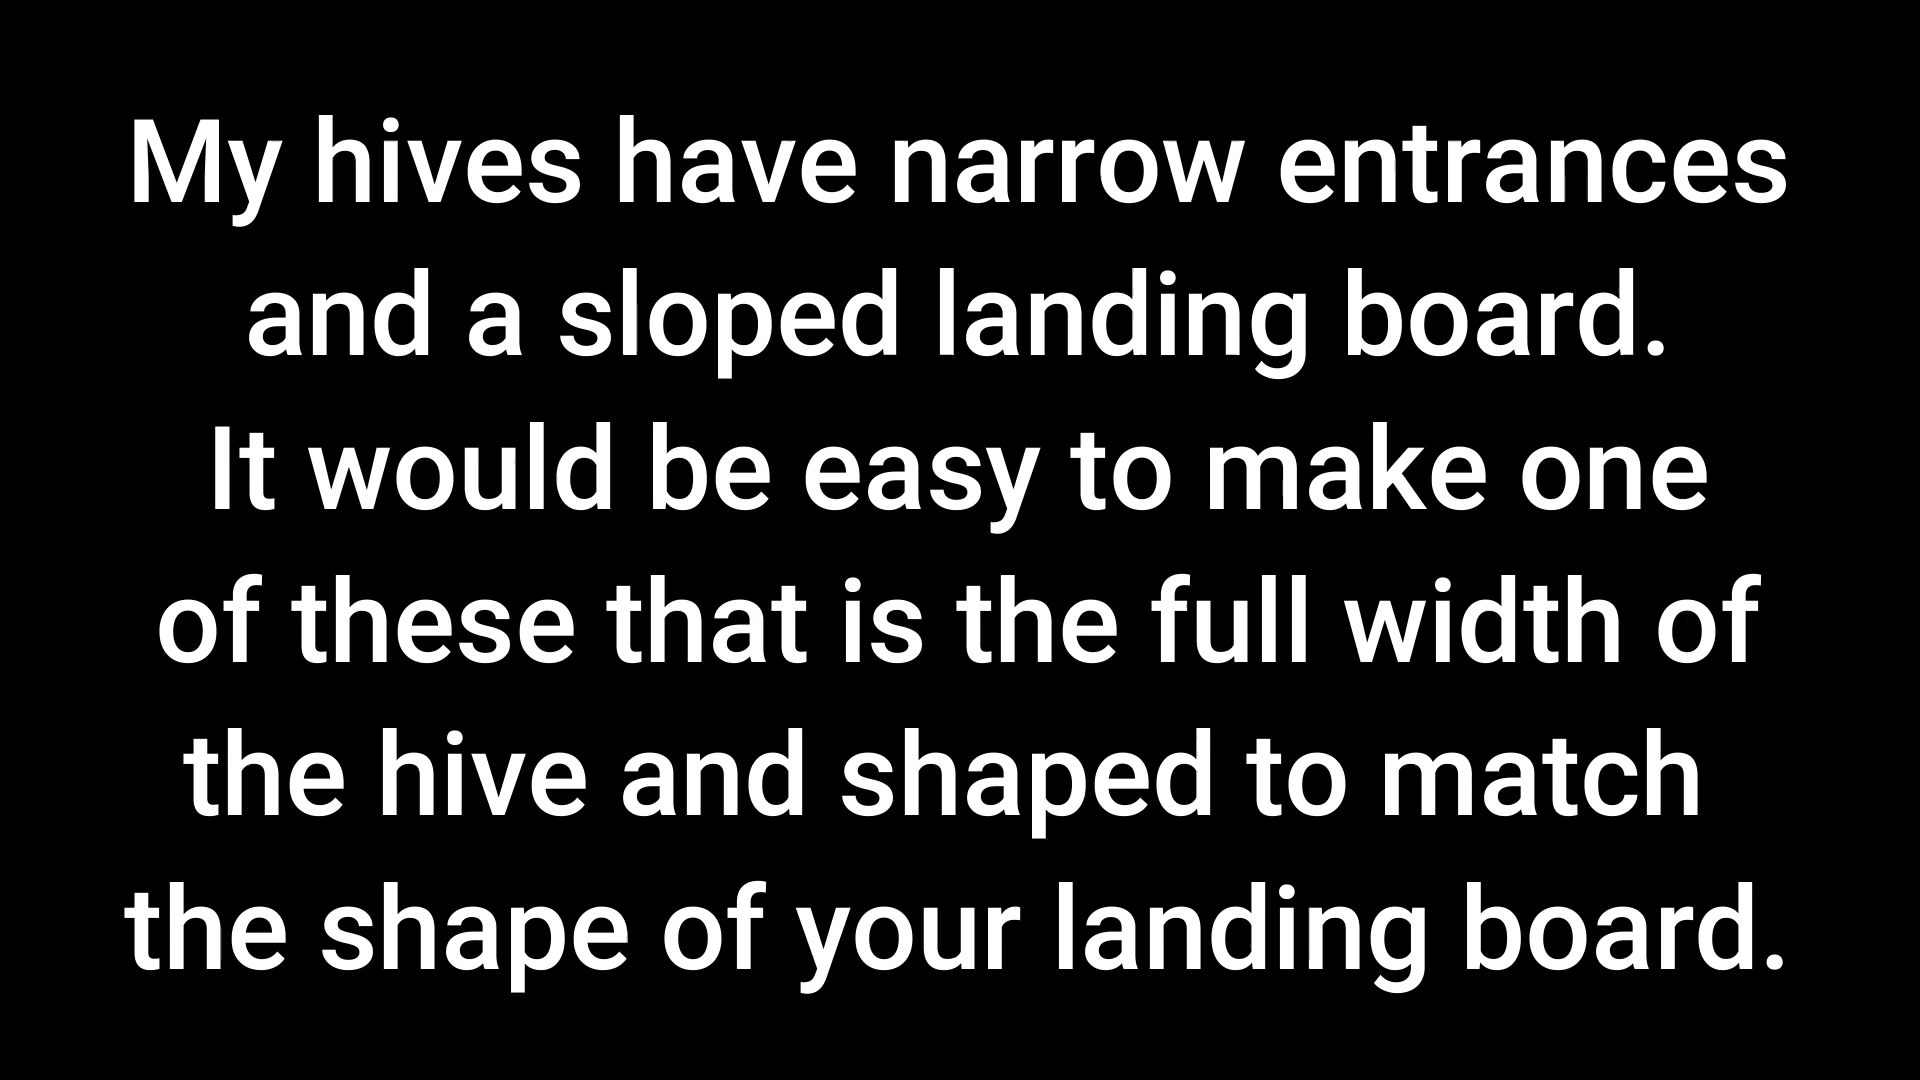 My hives have narrow entrances
and a sloped landing board.
It would be easy to make one
of these that is the full width of
the hive and shaped to match
the shape of your landing board.